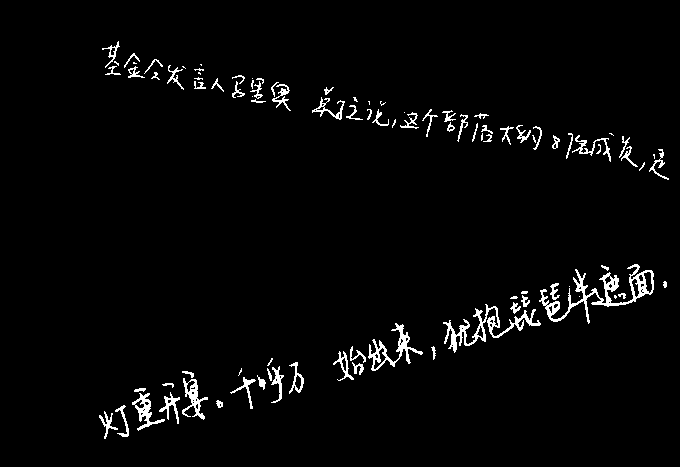 基金会发言人马里奥 莫拉说,这个部落大约8名成员,是
灯重开宴。千呼万 始出来,犹抱琵琶半遮面.